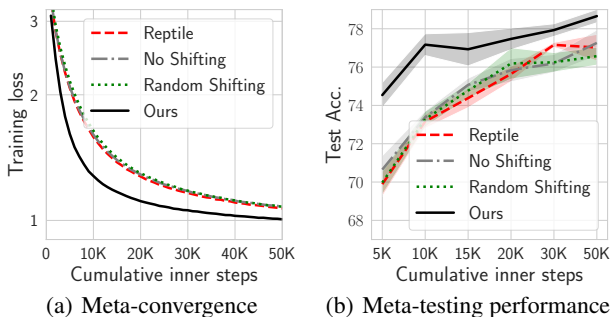 3
2
1
Training loss
0
10K
20K
30K
40K
50K
Cumulative inner steps
Reptile
No Shifting
Random Shifting
Ours
(a) Meta-convergence
78
76
74
72
70
68
Test Acc.
5K
10K
15K
20K
30K
50K
Cumulative inner steps
Reptile
No Shifting
Random Shifting
Ours
(b) Meta-testing performance